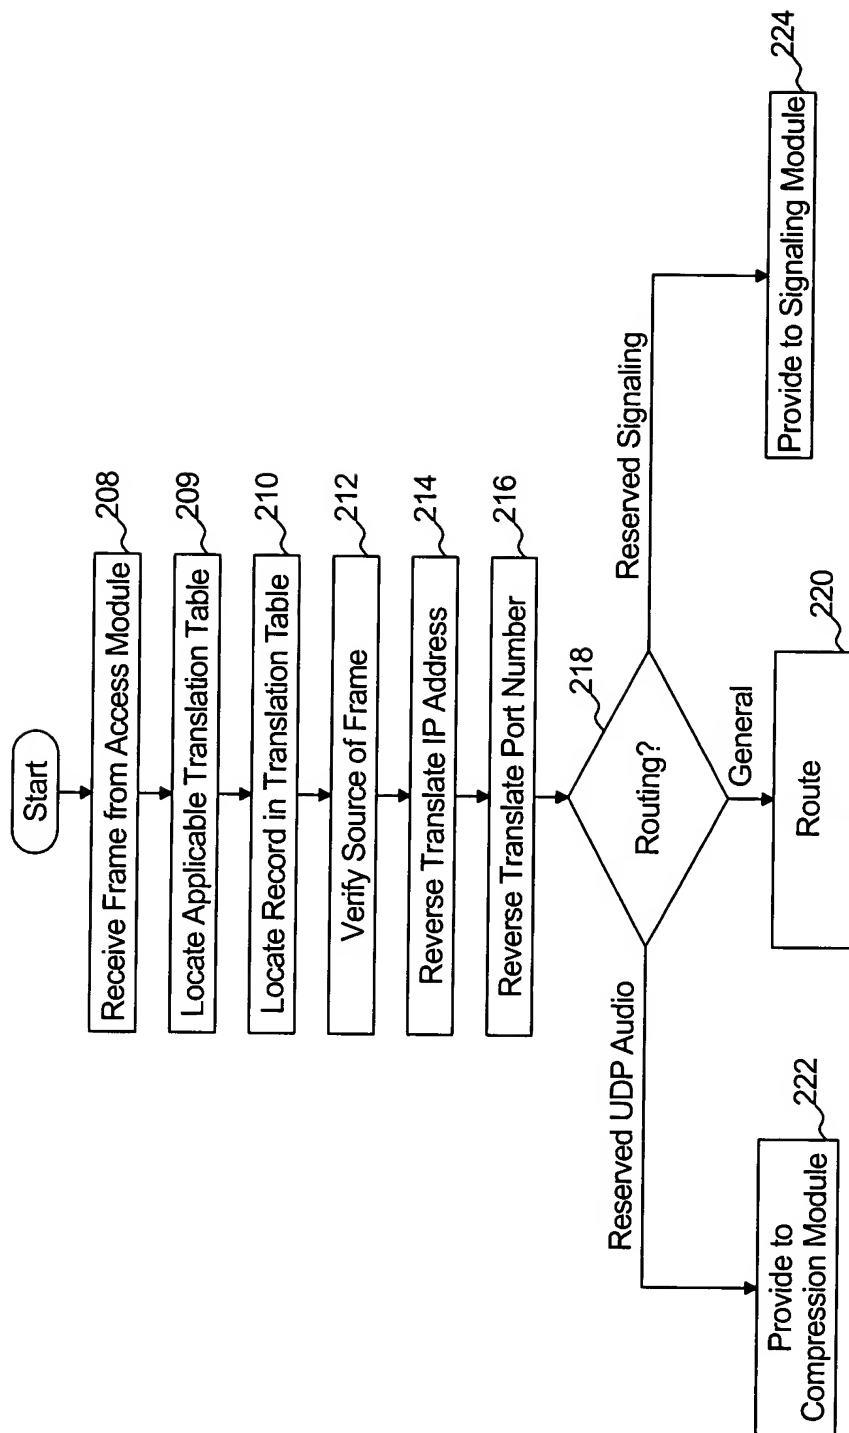 Start
Receive Frame from Access Module
208
Locate Applicable Translation Table
209
Locate Record in Translation Table
210
Verify Source of Frame
212
Reverse Translate IP Address
214
Reverse Translate Port Number
216
Routing?
218
Reserved UDP Audio
General
Reserved Signaling
Provide to
Compression Module
222
Route
220
Provide to Signaling Module
224